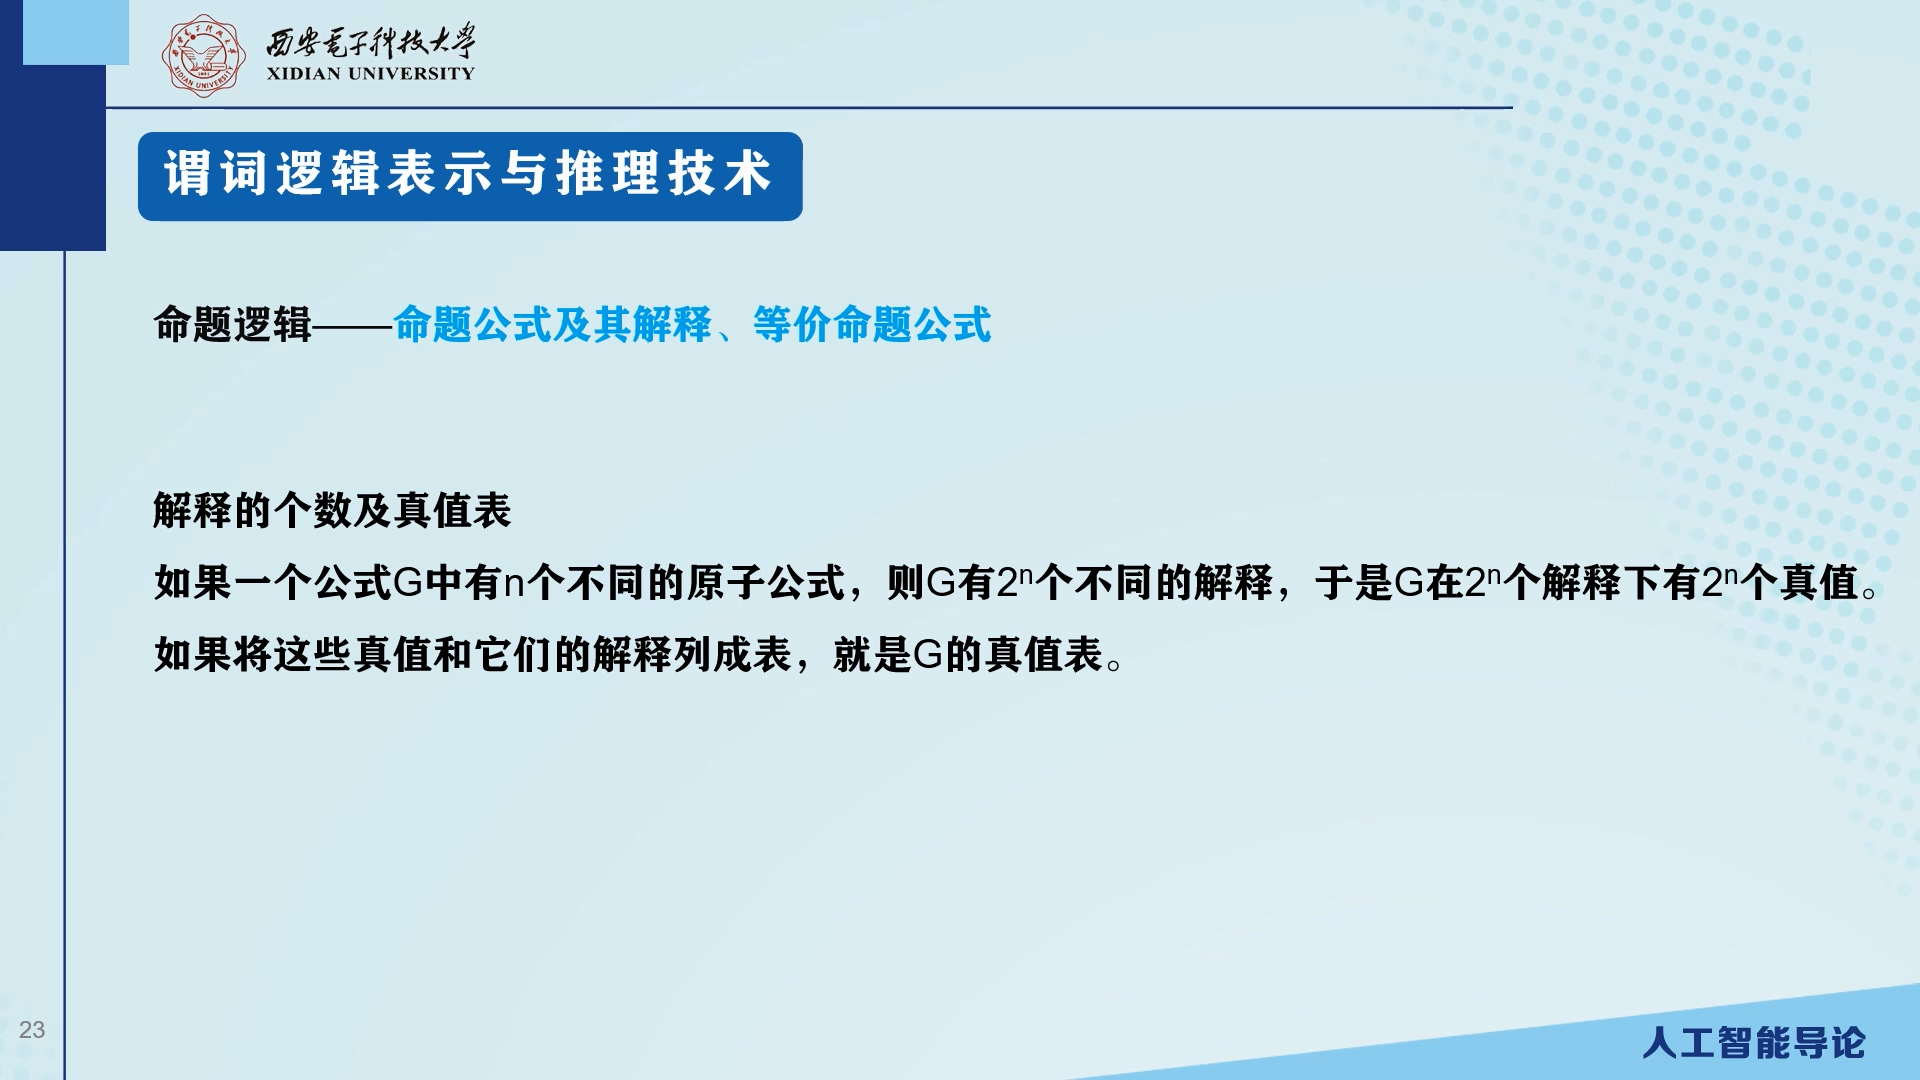 西安电子科技大学
XIDIAN UNIVERSITY
谓词逻辑表示与推理技术
命题逻辑——命题公式及其解释、等价命题公式
解释的个数及真值表
如果一个公式G中有n个不同的原子公式，则G有2ⁿ个不同的解释，于是G在2ⁿ个解释下有2ⁿ个真值。
如果将这些真值和它们的解释列成表，就是G的真值表。
23
人工智能导论